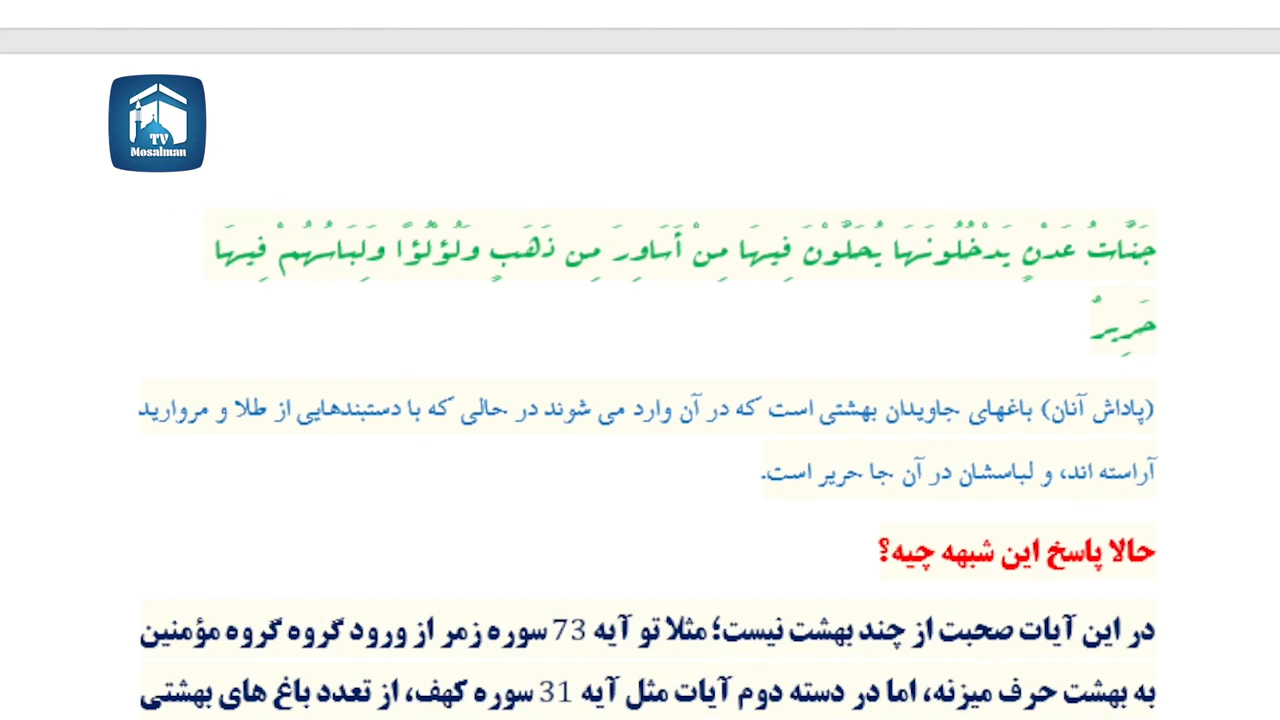 TV
Mosalman
جَنَّاتُ عَدْنٍ يَدْخُلُونَهَا يُحَلَّوْنَ فِيهَا مِنْ أَسَاوِرَ مِن ذَهَبٍ وَلُؤْلُؤًا وَلِبَاسُهُمْ فِيهَا
حَرِيرٌ
(پاداش آنان) باغهای جاویدان بهشتی است که در آن وارد می شوند در حالی که با دستبندهایی از طلا و مروارید
آراسته اند، و لباسشان در آن جا حریر است.
حالا پاسخ این شبهه چیه؟
در این آیات صحبت از چند بهشت نیست؛ مثلا تو آیه 73 سوره زمر از ورود گروه گروه مؤمنین
به بهشت حرف میزنه، اما در دسته دوم آیات مثل آیه 31 سوره کهف، از تعدد باغ های بهشتی